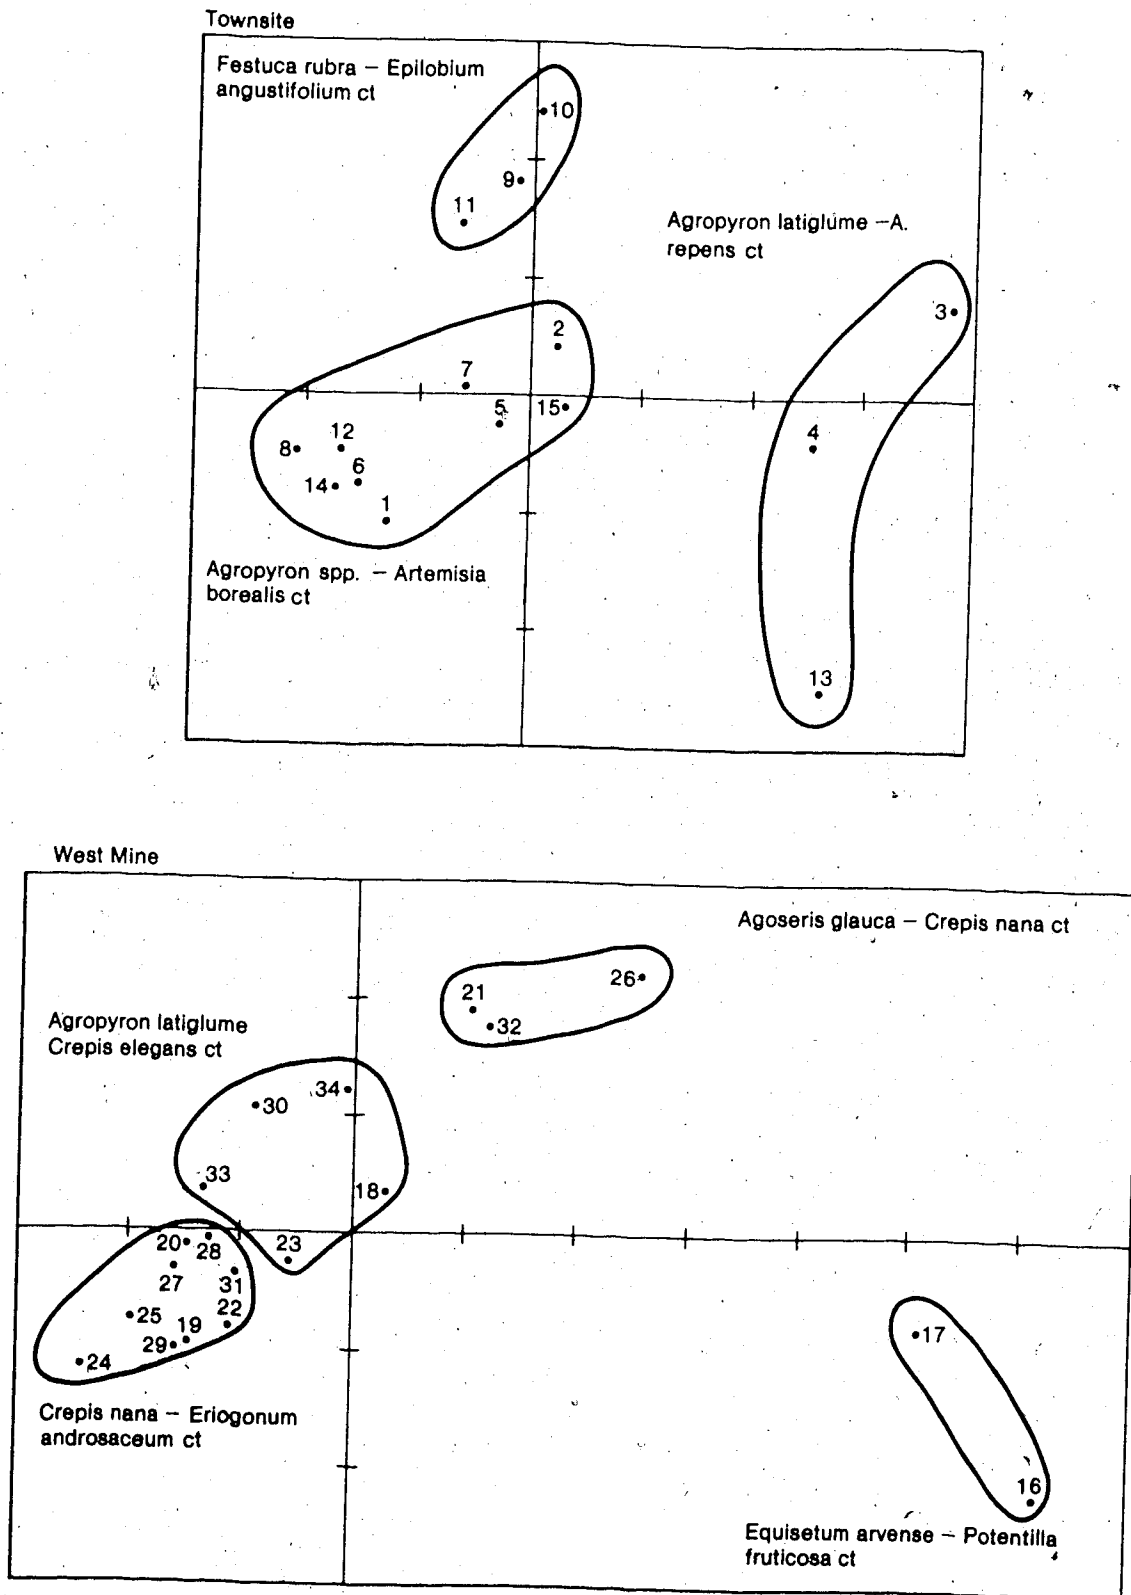 Townsite
Festuca rubra – Epilobium
angustifolium ct
10
9
11
Agropyron latiglume –A.
repens ct
3
2
7
5
15
4
12
8
6
14
1
Agropyron spp. – Artemisia
borealis ct
13
West Mine
Agoseris glauca – Crepis nana ct
26
21
32
Agropyron latiglume
Crepis elegans ct
34
30
33
18
23
20
28
27
31
25
22
19
29
24
17
Crepis nana – Eriogonum
androsaceum ct
16
Equisetum arvense – Potentilla
fruticosa ct